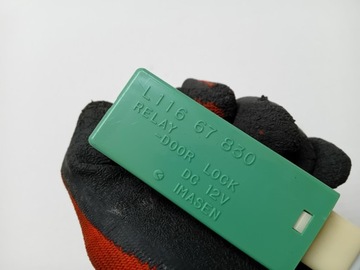 L116 67 830
RELAY
-DOOR LOCK
DC 12V
IMASEN